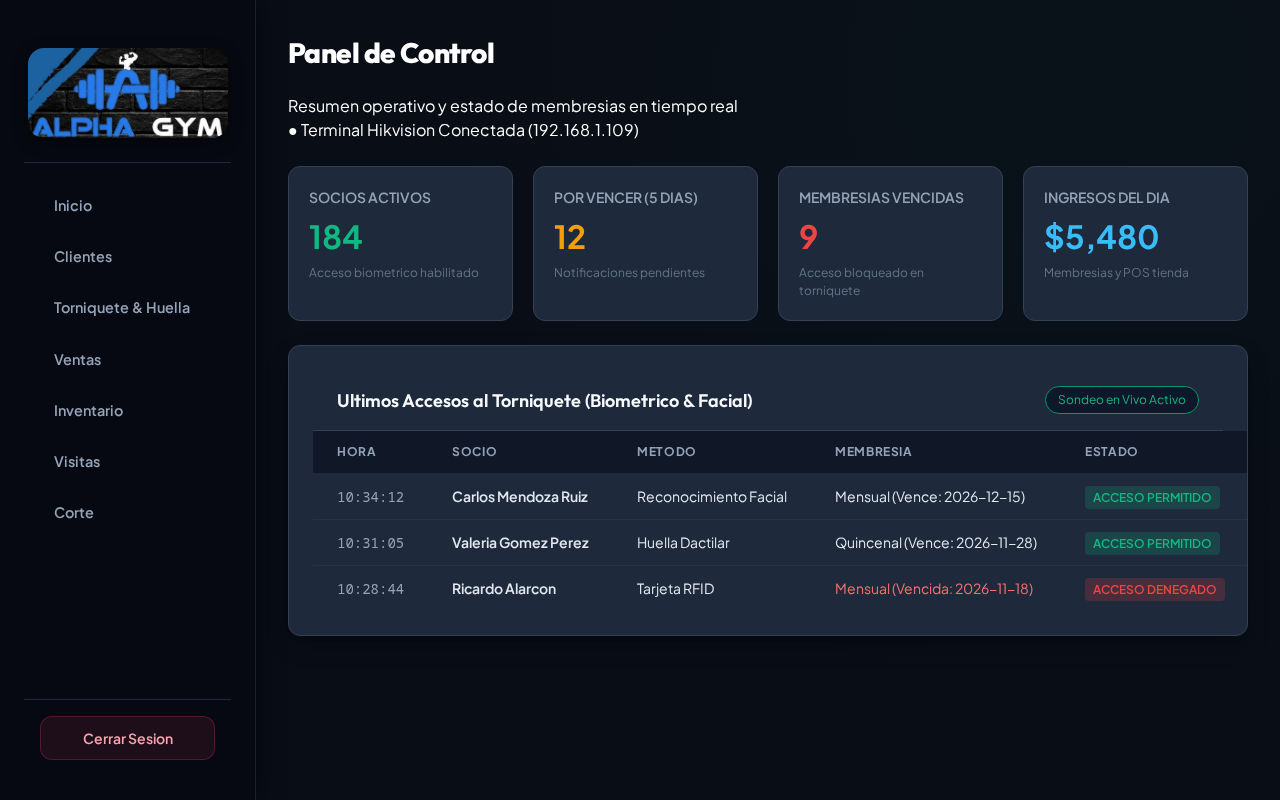 ALPHA GYM
Inicio
Clientes
Torniquete & Huella
Ventas
Inventario
Visitas
Corte
Cerrar Sesion
Panel de Control
Resumen operativo y estado de membresias en tiempo real
● Terminal Hikvision Conectada (192.168.1.109)
SOCIOS ACTIVOS
184
Acceso biometrico habilitado
POR VENCER (5 DIAS)
12
Notificaciones pendientes
MEMBRESIAS VENCIDAS
9
Acceso bloqueado en
torniquete
INGRESOS DEL DIA
$5,480
Membresias y POS tienda
Ultimos Accesos al Torniquete (Biometrico & Facial)
Sondeo en Vivo Activo
HORA SOCIO METODO MEMBRESIA ESTADO
10:34:12 Carlos Mendoza Ruiz Reconocimiento Facial Mensual (Vence: 2026-12-15) ACCESO PERMITIDO
10:31:05 Valeria Gomez Perez Huella Dactilar Quincenal (Vence: 2026-11-28) ACCESO PERMITIDO
10:28:44 Ricardo Alarcon Tarjeta RFID Mensual (Vencida: 2026-11-18) ACCESO DENEGADO